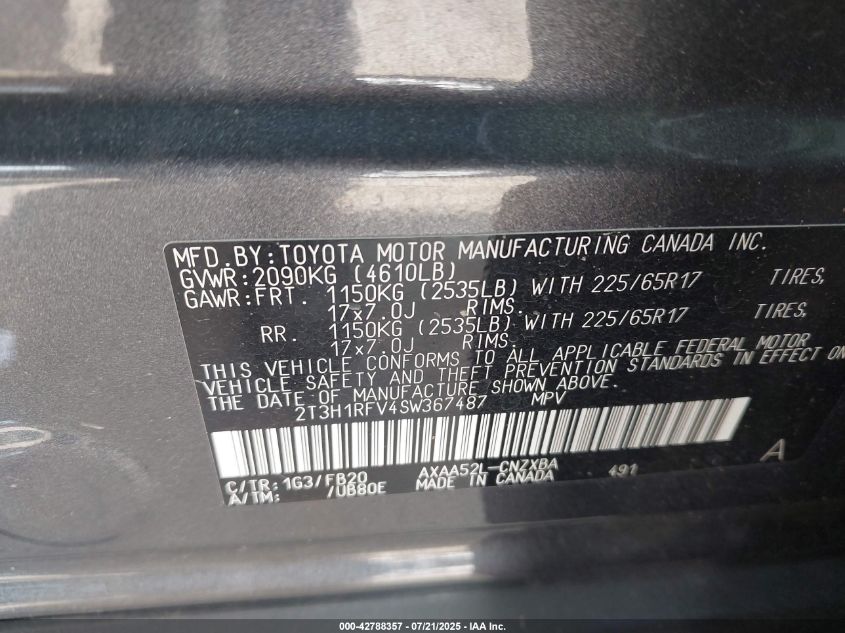 MFD.BY:TOYOTA MOTOR MANUFACTURING CANADA INC.
GVWR:2090KG (4610LB)
GAWR:FRT. 1150KG (2535LB) WITH 225/65R17 TIRES,
17x7.0J RIMS.
RR. 1150KG (2535LB) WITH 225/65R17 TIRES,
17x7.0J RIMS.
THIS VEHICLE CONFORMS TO ALL APPLICABLE FEDERAL MOTOR
VEHICLE SAFETY AND THEFT PREVENTION STANDARDS IN EFFECT ON
THE DATE OF MANUFACTURE SHOWN ABOVE.
2T3H1RFV4SW367487 MPV
C/TR:1G3/FB20 AXAA52L-CNZXBA 491 A
A/TM: /UB80E MADE IN CANADA
000-42788357 - 07/21/2025 - IAA Inc.